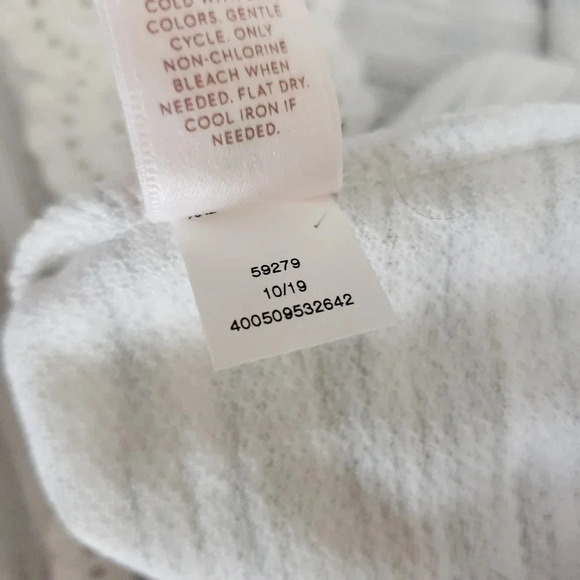 COLD WITH
COLORS. GENTLE
CYCLE. ONLY
NON-CHLORINE
BLEACH WHEN
NEEDED. FLAT DRY.
COOL IRON IF
NEEDED.
59279
10/19
400509532642